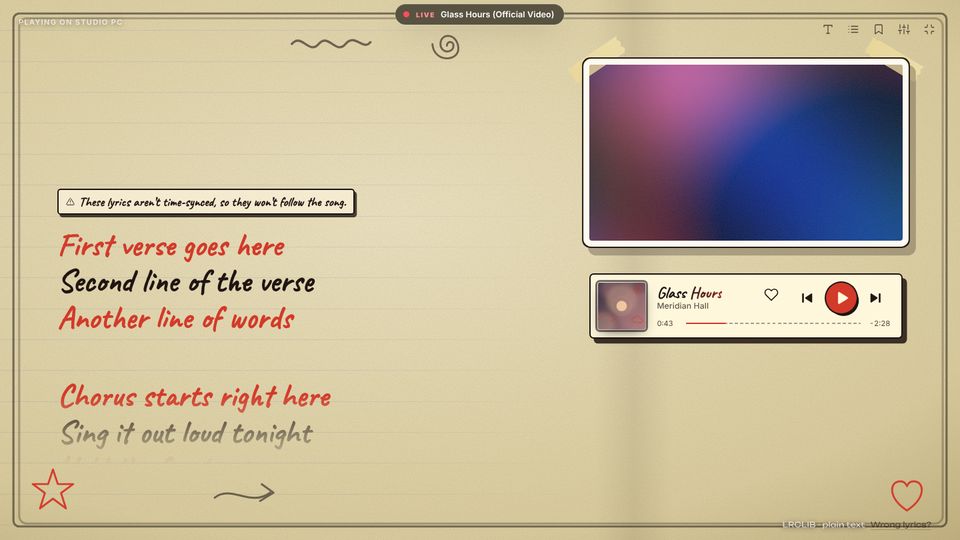 LIVE Glass Hours (Official Video)
PLAYING ON STUDIO PC
These lyrics aren't time-synced, so they won't follow the song.
First verse goes here
Second line of the verse
Another line of words
Chorus starts right here
Sing it out loud tonight
Glass Hours
Meridian Hall
0:43
-2:28
LRCLIB · plain text Wrong lyrics?